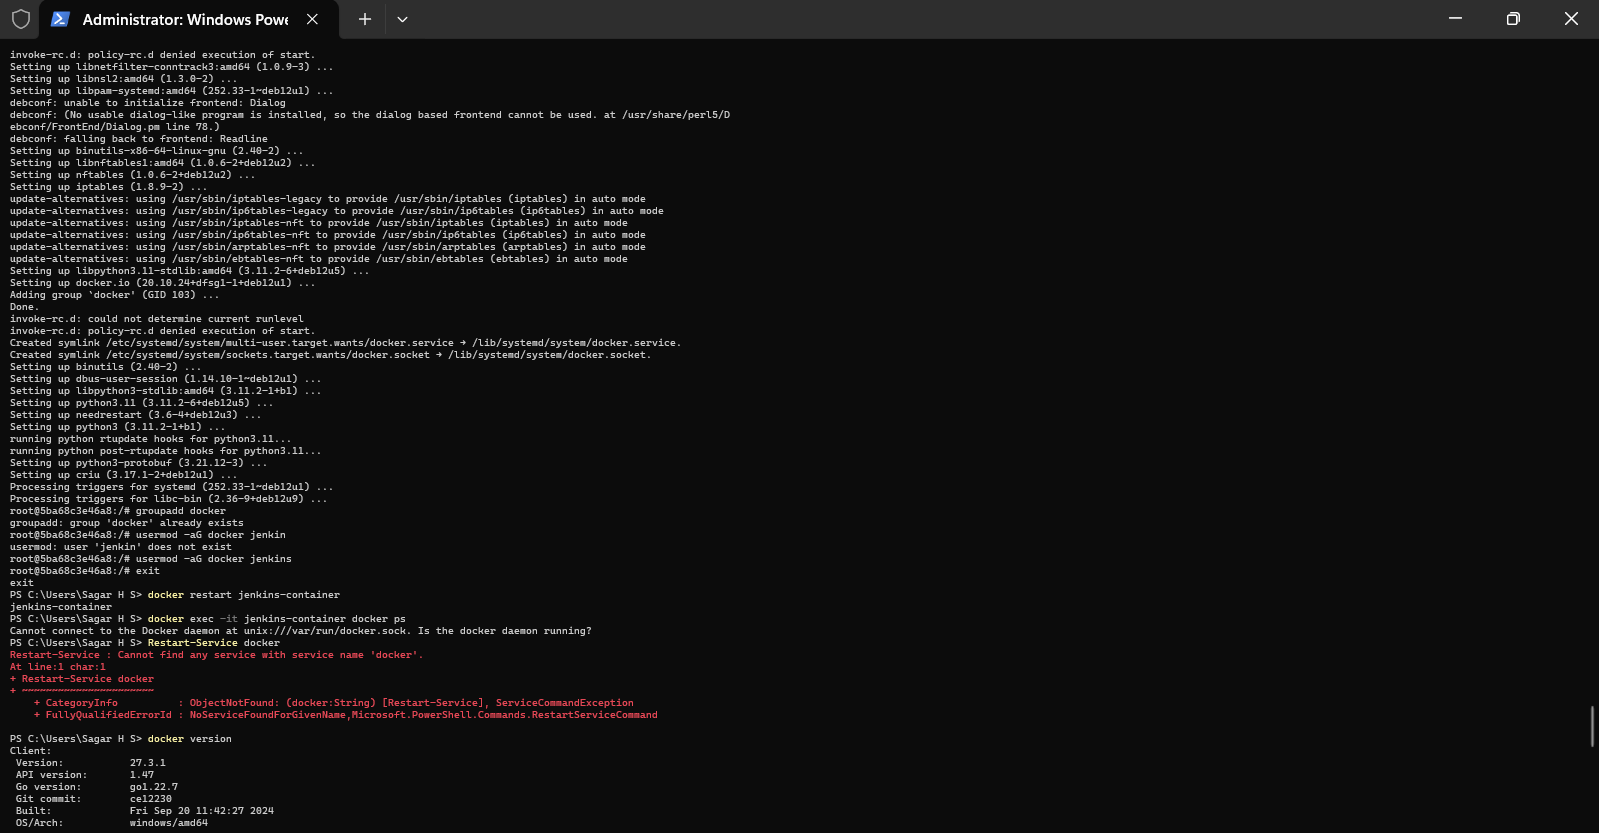 Administrator: Windows Powe
invoke-rc.d: policy-rc.d denied execution of start.
Setting up libnetfilter-conntrack3:amd64 (1.0.9-3) ...
Setting up libnsl2:amd64 (1.3.0-2) ...
Setting up libpam-systemd:amd64 (252.33-1~deb12u1) ...
debconf: unable to initialize frontend: Dialog
debconf: (No usable dialog-like program is installed, so the dialog based frontend cannot be used. at /usr/share/perl5/D
ebconf/FrontEnd/Dialog.pm line 78.)
debconf: falling back to frontend: Readline
Setting up binutils-x86-64-linux-gnu (2.40-2) ...
Setting up libnftables1:amd64 (1.0.6-2+deb12u2) ...
Setting up nftables (1.0.6-2+deb12u2) ...
Setting up iptables (1.8.9-2) ...
update-alternatives: using /usr/sbin/iptables-legacy to provide /usr/sbin/iptables (iptables) in auto mode
update-alternatives: using /usr/sbin/ip6tables-legacy to provide /usr/sbin/ip6tables (ip6tables) in auto mode
update-alternatives: using /usr/sbin/iptables-nft to provide /usr/sbin/iptables (iptables) in auto mode
update-alternatives: using /usr/sbin/ip6tables-nft to provide /usr/sbin/ip6tables (ip6tables) in auto mode
update-alternatives: using /usr/sbin/arptables-nft to provide /usr/sbin/arptables (arptables) in auto mode
update-alternatives: using /usr/sbin/ebtables-nft to provide /usr/sbin/ebtables (ebtables) in auto mode
Setting up libpython3.11-stdlib:amd64 (3.11.2-6+deb12u5) ...
Setting up docker.io (20.10.24+dfsg1-1+deb12u1) ...
Adding group `docker' (GID 103) ...
Done.
invoke-rc.d: could not determine current runlevel
invoke-rc.d: policy-rc.d denied execution of start.
Created symlink /etc/systemd/system/multi-user.target.wants/docker.service → /lib/systemd/system/docker.service.
Created symlink /etc/systemd/system/sockets.target.wants/docker.socket → /lib/systemd/system/docker.socket.
Setting up binutils (2.40-2) ...
Setting up dbus-user-session (1.14.10-1~deb12u1) ...
Setting up libpython3-stdlib:amd64 (3.11.2-1+b1) ...
Setting up python3.11 (3.11.2-6+deb12u5) ...
Setting up needrestart (3.6-4+deb12u3) ...
Setting up python3 (3.11.2-1+b1) ...
running python rtupdate hooks for python3.11...
running python post-rtupdate hooks for python3.11...
Setting up python3-protobuf (3.21.12-3) ...
Setting up criu (3.17.1-2+deb12u1) ...
Processing triggers for systemd (252.33-1~deb12u1) ...
Processing triggers for libc-bin (2.36-9+deb12u9) ...
root@5ba68c3e46a8:/# groupadd docker
groupadd: group 'docker' already exists
root@5ba68c3e46a8:/# usermod -aG docker jenkin
usermod: user 'jenkin' does not exist
root@5ba68c3e46a8:/# usermod -aG docker jenkins
root@5ba68c3e46a8:/# exit
exit
PS C:\Users\Sagar H S> docker restart jenkins-container
jenkins-container
PS C:\Users\Sagar H S> docker exec -it jenkins-container docker ps
Cannot connect to the Docker daemon at unix:///var/run/docker.sock. Is the docker daemon running?
PS C:\Users\Sagar H S> Restart-Service docker
Restart-Service : Cannot find any service with service name 'docker'.
At line:1 char:1
+ Restart-Service docker
+ ~~~~~~~~~~~~~~~~~~~~~~
    + CategoryInfo          : ObjectNotFound: (docker:String) [Restart-Service], ServiceCommandException
    + FullyQualifiedErrorId : NoServiceFoundForGivenName,Microsoft.PowerShell.Commands.RestartServiceCommand
PS C:\Users\Sagar H S> docker version
Client:
 Version:           27.3.1
 API version:       1.47
 Go version:        go1.22.7
 Git commit:        ce12230
 Built:             Fri Sep 20 11:42:27 2024
 OS/Arch:           windows/amd64